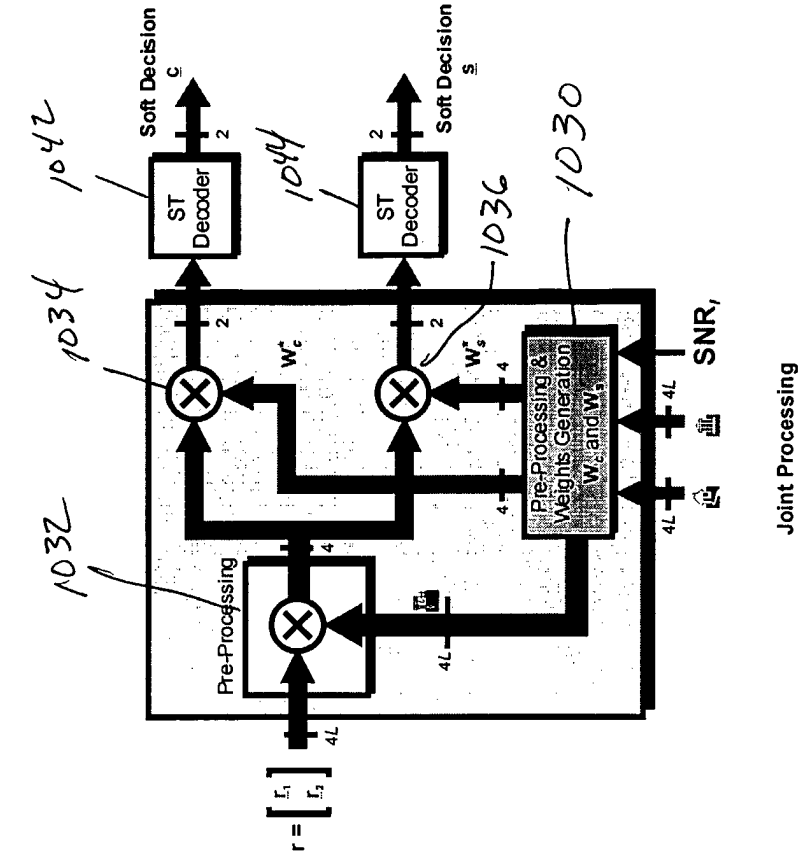 1042
Soft Decision
c
2
ST
Decoder
1044
Soft Decision
s
2
ST
Decoder
1034
2
W*c
1036
2
W*s
1030
1032
Pre-Processing
4
4
4
Pre-Processing &
Weights Generation
Wc and Ws
4L
4L
4L
4L
SNR,
r = [ r1
r2 ]
Joint Processing